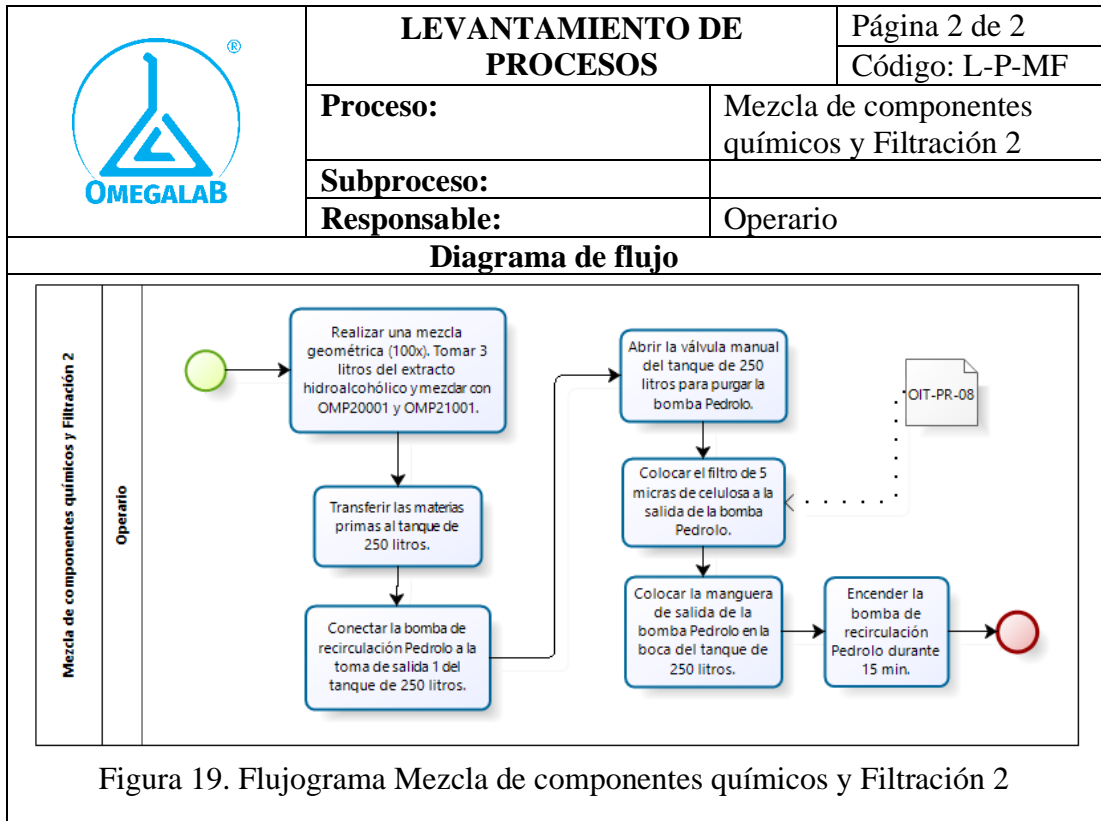 ®
OMEGALAB
LEVANTAMIENTO DE
PROCESOS
Página 2 de 2
Código: L-P-MF
Proceso:
Mezcla de componentes
químicos y Filtración 2
Subproceso:
Responsable:
Operario
Diagrama de flujo
Mezcla de componentes químicos y Filtración 2
Operario
Realizar una mezcla
geométrica (100x). Tomar 3
litros del extracto
hidroalcohólico y mezclar con
OMP20001 y OMP21001.
Transferir las materias
primas al tanque de
250 litros.
Conectar la bomba de
recirculación Pedrolo a la
toma de salida 1 del
tanque de 250 litros.
Abrir la válvula manual
del tanque de 250
litros para purgar la
bomba Pedrolo.
OIT-PR-08
Colocar el filtro de 5
micras de celulosa a la
salida de la bomba
Pedrolo.
Colocar la manguera
de salida de la
bomba Pedrolo en la
boca del tanque de
250 litros.
Encender la
bomba de
recirculación
Pedrolo durante
15 min.
Figura 19. Flujograma Mezcla de componentes químicos y Filtración 2